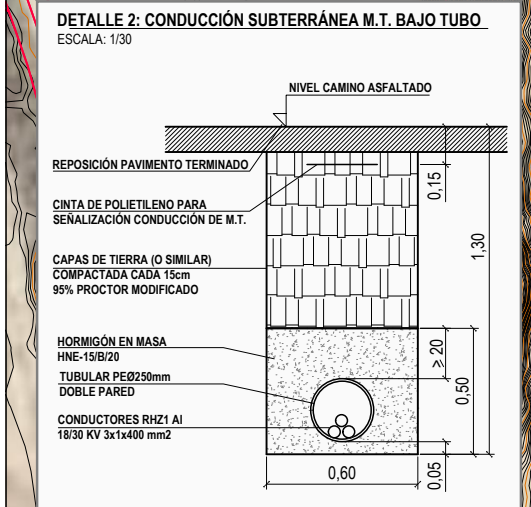 DETALLE 2: CONDUCCIÓN SUBTERRÁNEA M.T. BAJO TUBO
ESCALA: 1/30
NIVEL CAMINO ASFALTADO
REPOSICIÓN PAVIMENTO TERMINADO
0,15
CINTA DE POLIETILENO PARA
SEÑALIZACIÓN CONDUCCIÓN DE M.T.
1,30
CAPAS DE TIERRA (O SIMILAR)
COMPACTADA CADA 15cm
95% PROCTOR MODIFICADO
HORMIGÓN EN MASA
HNE-15/B/20
≥ 20
TUBULAR PEØ250mm
DOBLE PARED
0,50
CONDUCTORES RHZ1 Al
18/30 KV 3x1x400 mm2
0,60
0,05